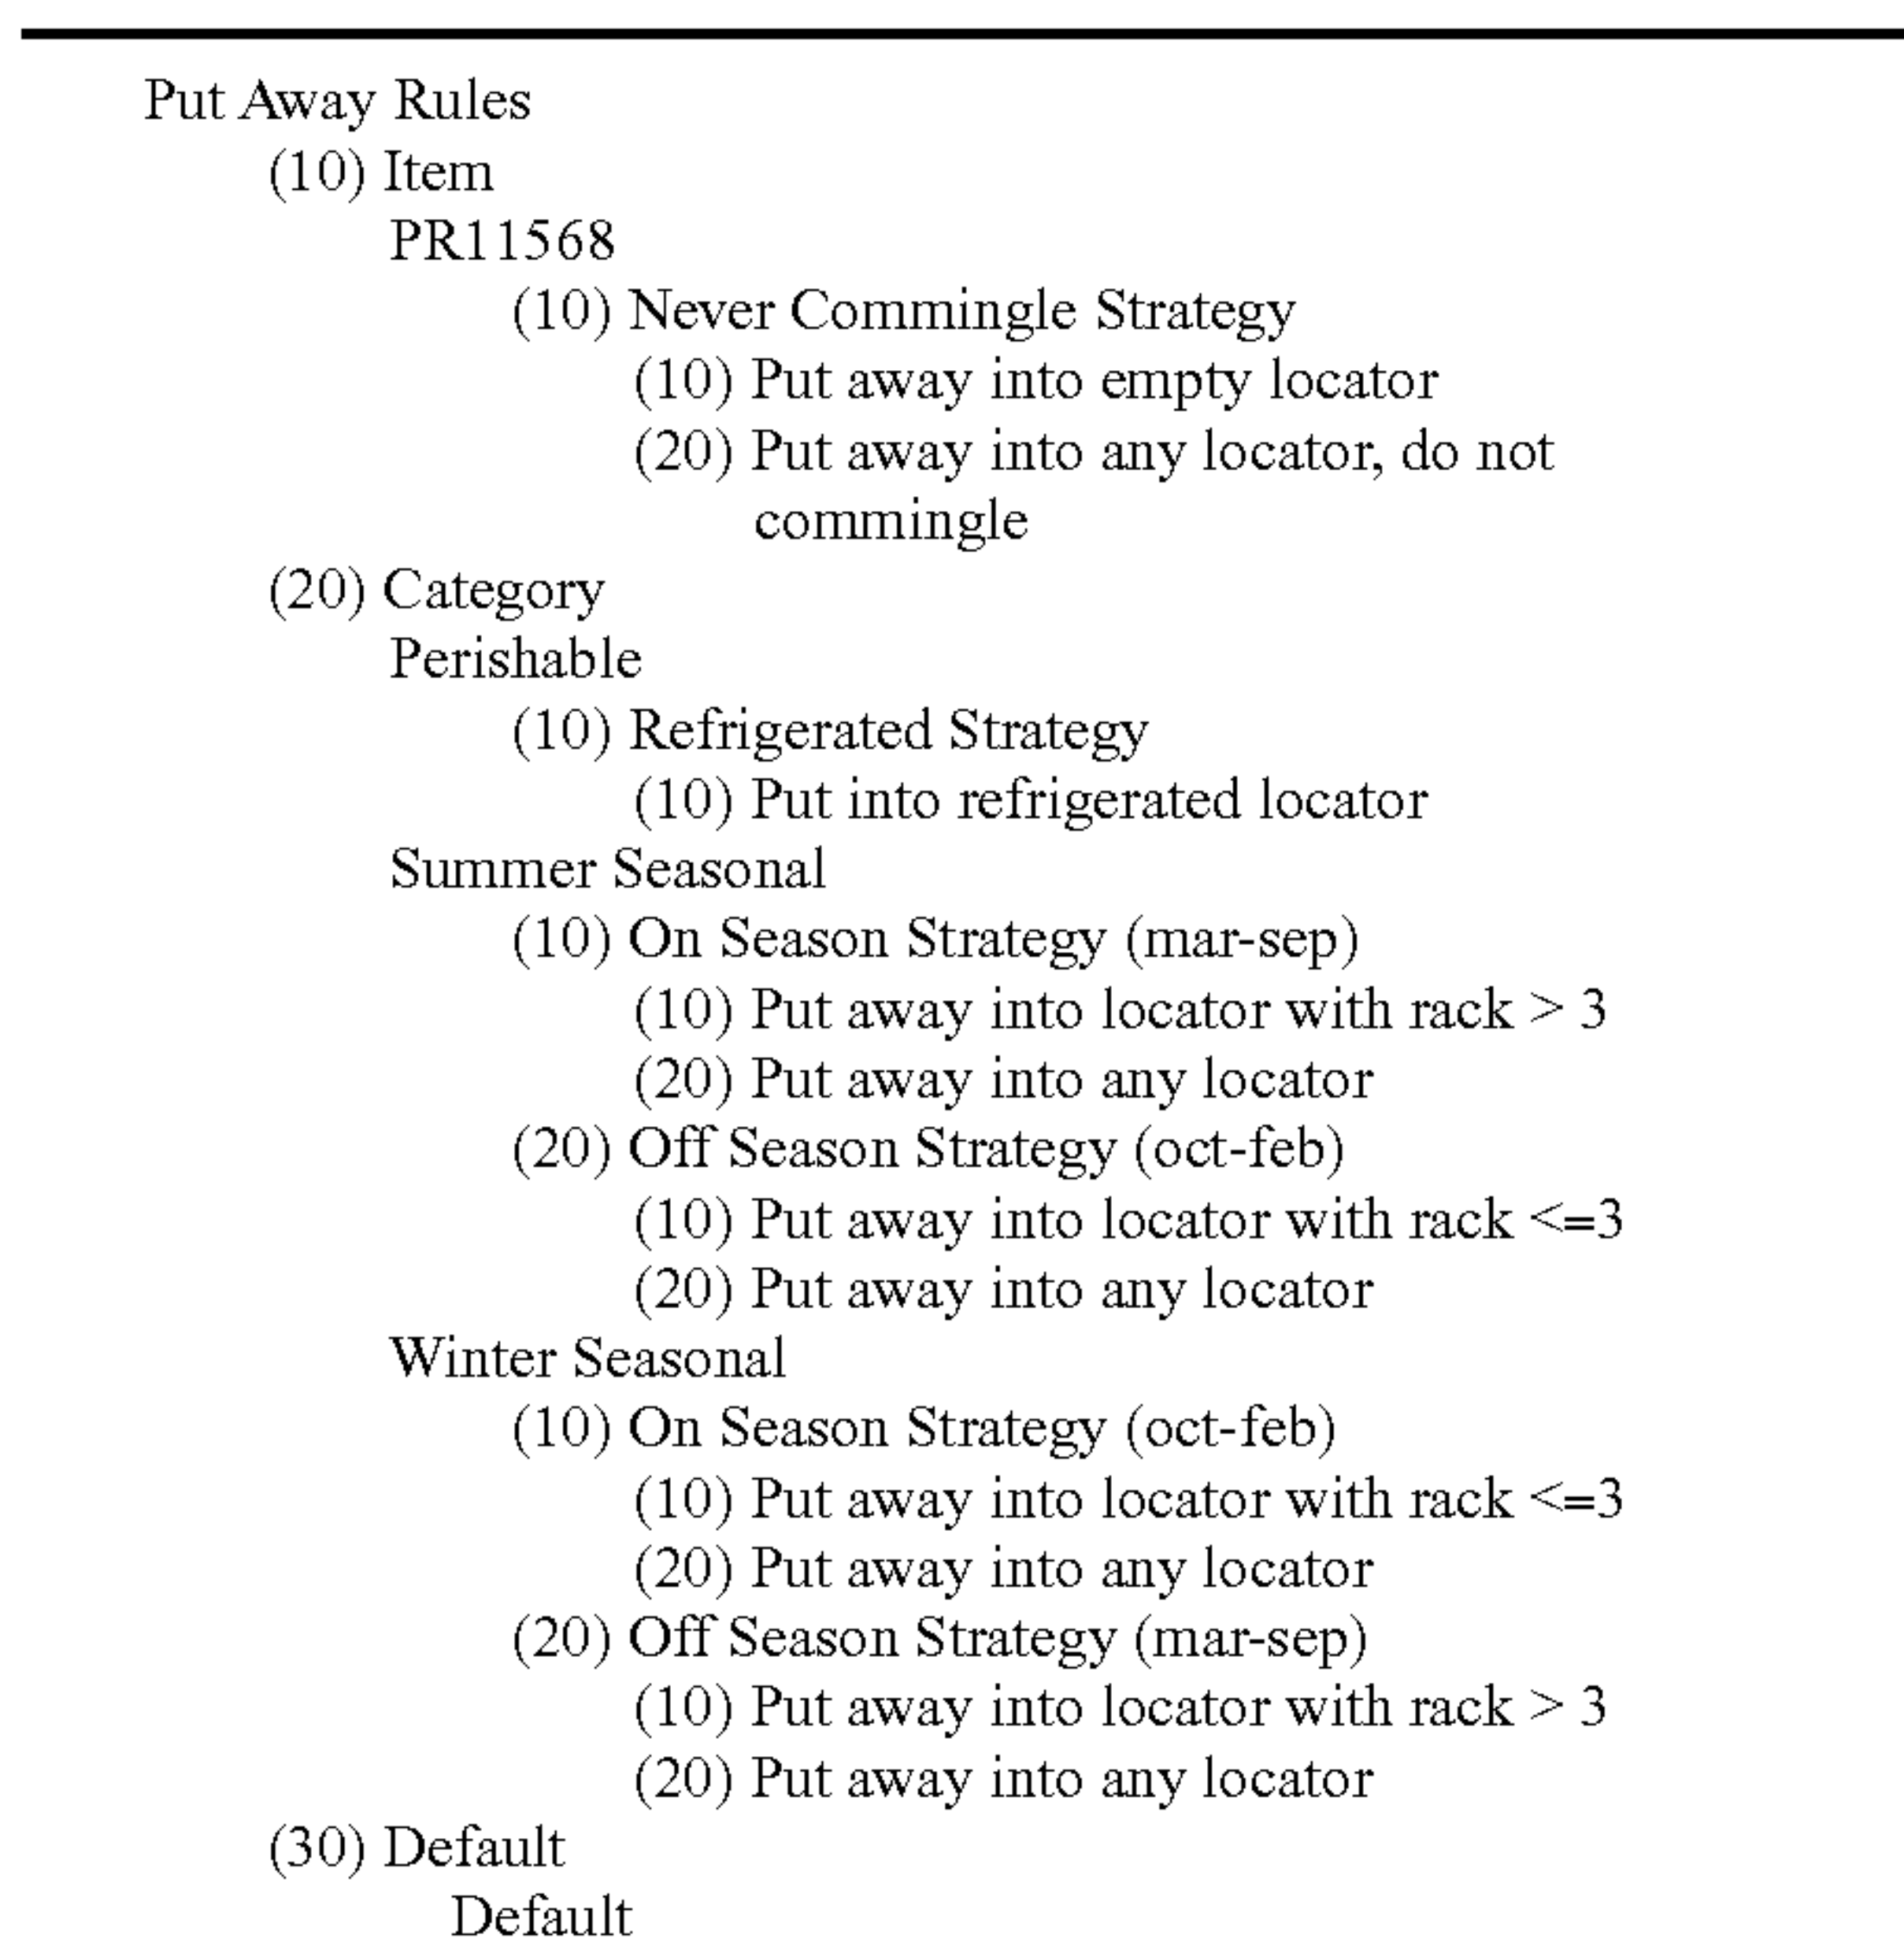 Put Away Rules
(10) Item
PR11568
(10) Never Commingle Strategy
(10) Put away into empty locator
(20) Put away into any locator, do not
commingle
(20) Category
Perishable
(10) Refrigerated Strategy
(10) Put into refrigerated locator
Summer Seasonal
(10) On Season Strategy (mar-sep)
(10) Put away into locator with rack > 3
(20) Put away into any locator
(20) Off Season Strategy (oct-feb)
(10) Put away into locator with rack <=3
(20) Put away into any locator
Winter Seasonal
(10) On Season Strategy (oct-feb)
(10) Put away into locator with rack <=3
(20) Put away into any locator
(20) Off Season Strategy (mar-sep)
(10) Put away into locator with rack > 3
(20) Put away into any locator
(30) Default
Default